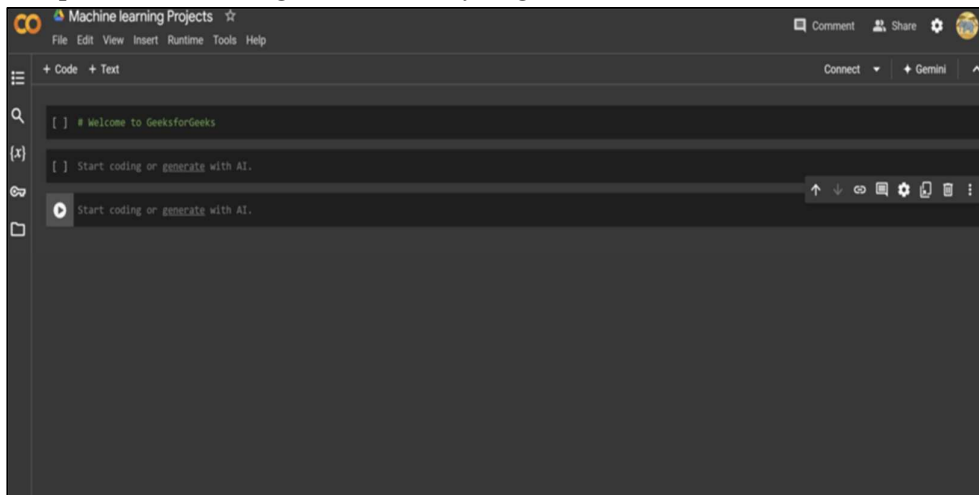 Machine learning Projects
Comment Share
File Edit View Insert Runtime Tools Help
+ Code + Text
Connect Gemini
[ ] # Welcome to GeeksforGeeks
{x}
[ ] Start coding or generate with AI.
Start coding or generate with AI.